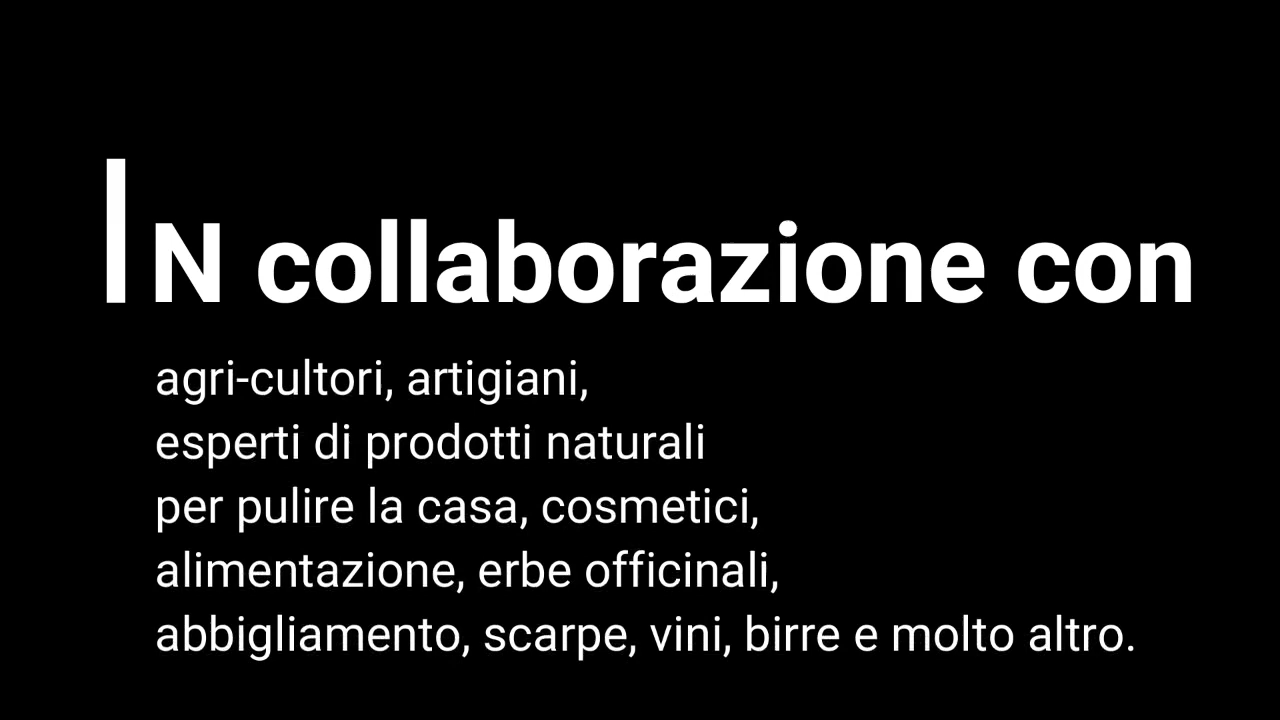 IN collaborazione con
agri-cultori, artigiani,
esperti di prodotti naturali
per pulire la casa, cosmetici,
alimentazione, erbe officinali,
abbigliamento, scarpe, vini, birre e molto altro.